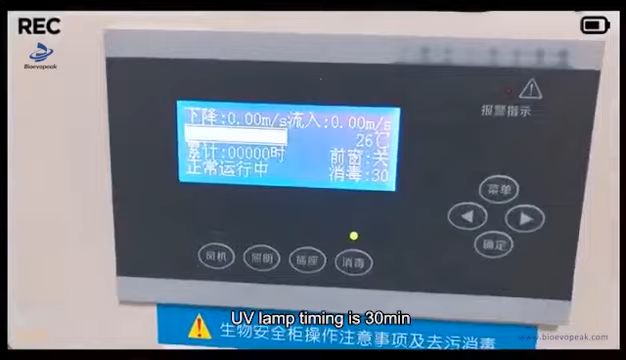 REC
Bioevopeak
下降:0.00m/s流入:0.00m/s
26℃
累计:00000时 前窗:关
正常运行中 消毒:30
报警指示
菜单
确定
风机 照明 插座 消毒
UV lamp timing is 30min
生物安全柜操作注意事项及去污消毒
www.bioevopeak.com